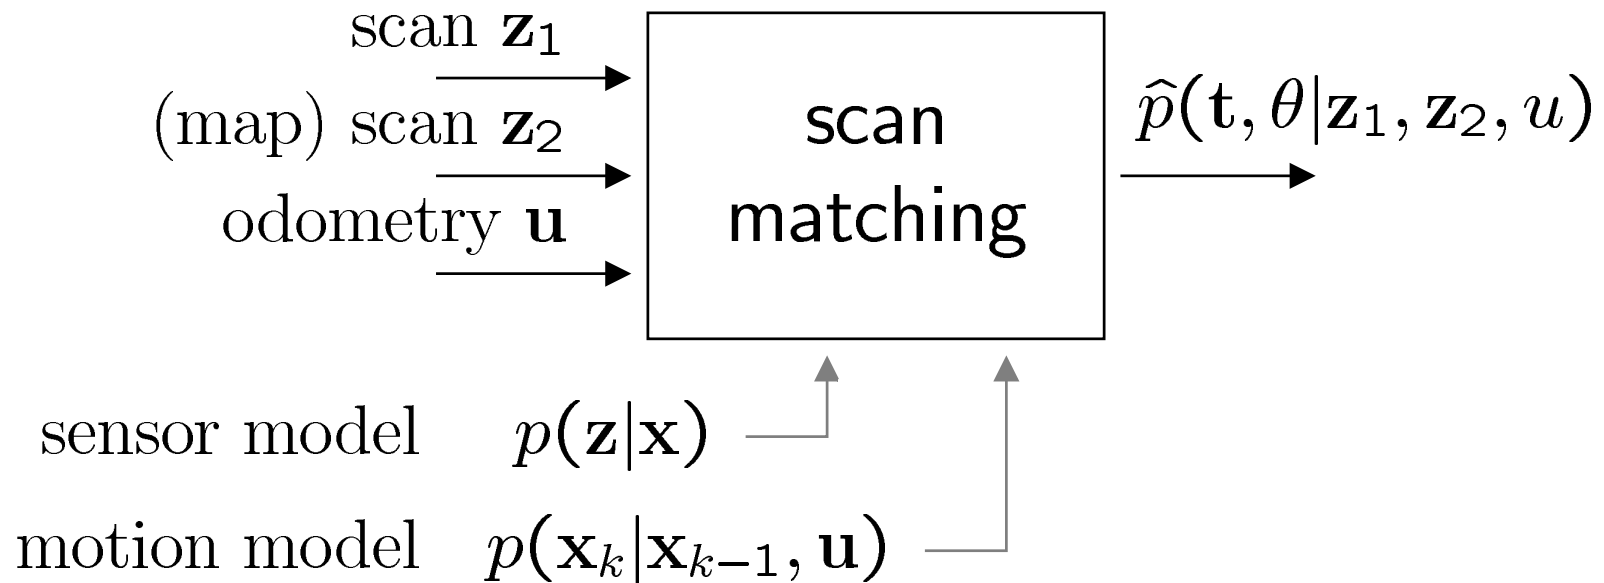 scan z₁
(map) scan z₂
odometry u
scan
matching
p̂(t, θ|z₁, z₂, u)
sensor model p(z|x)
motion model p(xₖ|xₖ₋₁, u)